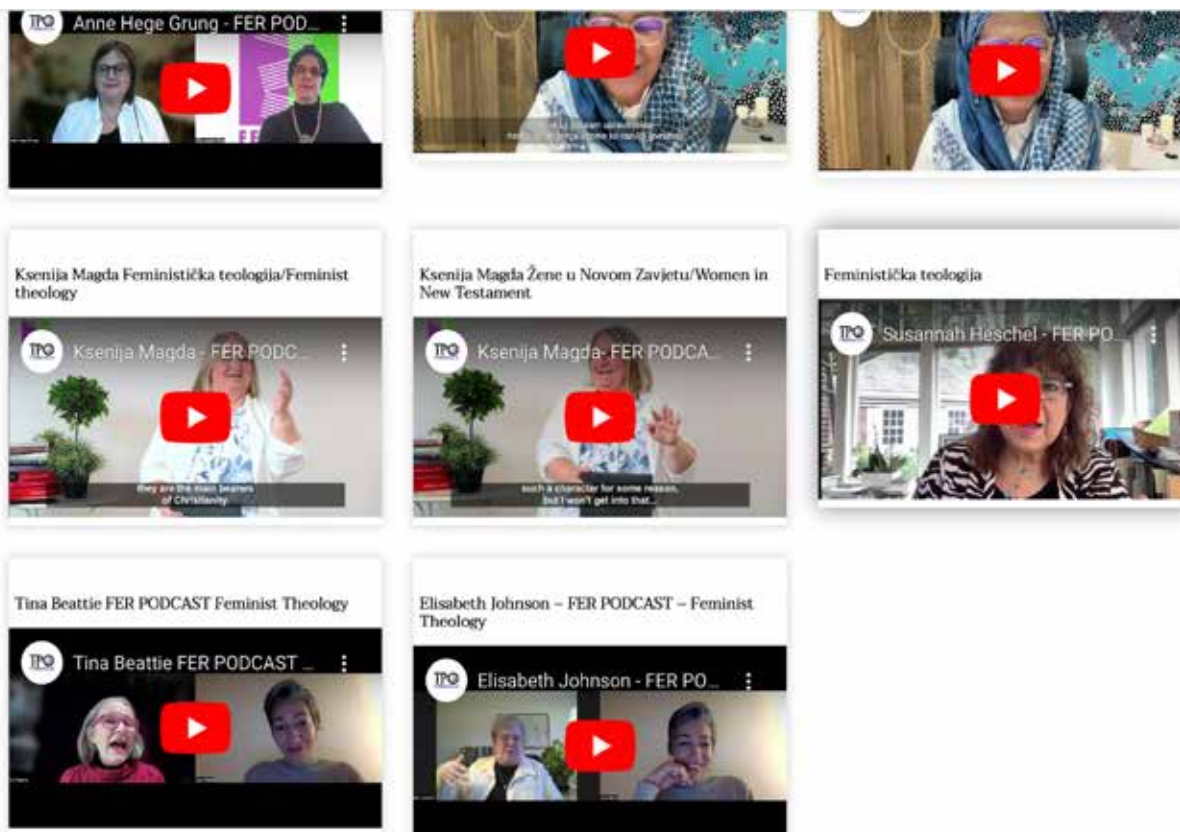 TPO Anne Hege Grung - FER POD...
FE
Ksenija Magda Feministička teologija/Feminist
theology
Ksenija Magda Žene u Novom Zavjetu/Women in
New Testament
Feministička teologija
TPO Ksenija Magda - FER PODC...
TPO Ksenija Magda- FER PODCA...
TPO Susannah Heschel - FER PO...
they are the main bearers
of Christianity.
such a character for some reason,
but I won't get into that...
Tina Beattie FER PODCAST Feminist Theology
Elisabeth Johnson – FER PODCAST – Feminist
Theology
TPO Tina Beattie FER PODCAST ...
TPO Elisabeth Johnson - FER PO...